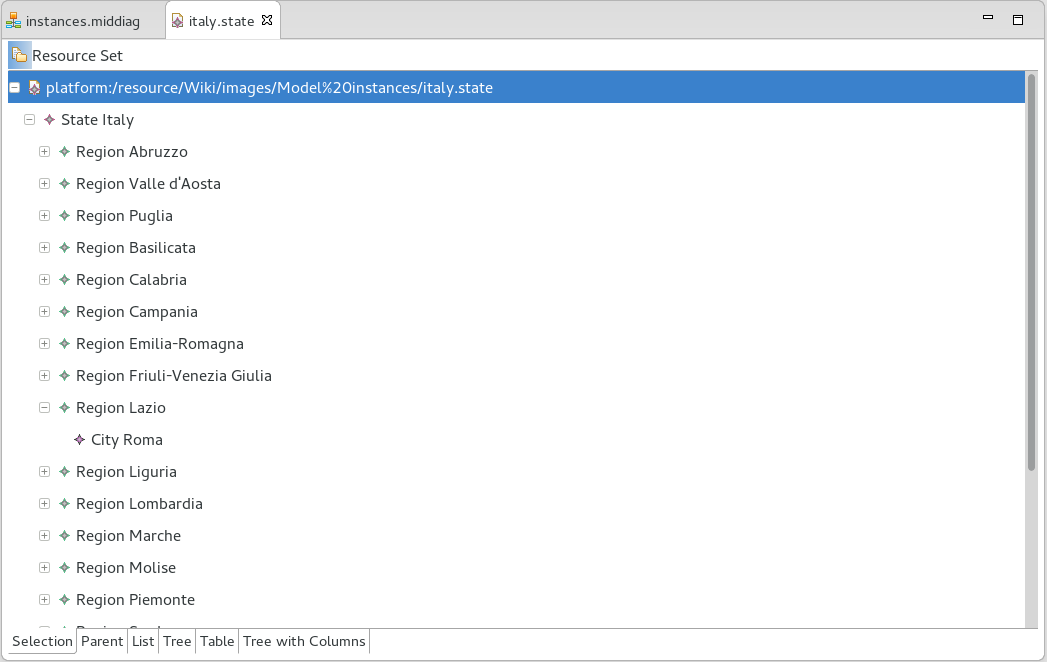 instances.middiag
italy.state
Resource Set
platform:/resource/Wiki/images/Model%20instances/italy.state
State Italy
Region Abruzzo
Region Valle d'Aosta
Region Puglia
Region Basilicata
Region Calabria
Region Campania
Region Emilia-Romagna
Region Friuli-Venezia Giulia
Region Lazio
City Roma
Region Liguria
Region Lombardia
Region Marche
Region Molise
Region Piemonte
Selection Parent List Tree Table Tree with Columns